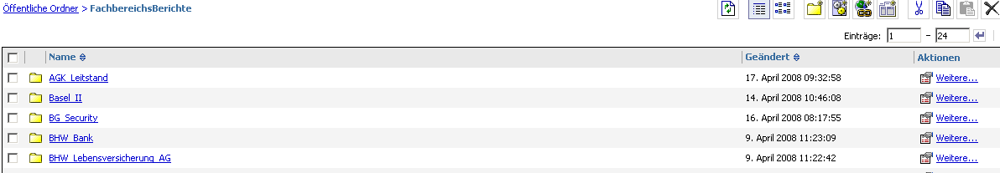 Öffentliche Ordner > FachbereichsBerichte
Einträge: 1 - 24
Name Geändert Aktionen
AGK_Leitstand 17. April 2008 09:32:58 Weitere...
Basel_II 14. April 2008 10:46:08 Weitere...
BG_Security 16. April 2008 08:17:55 Weitere...
BHW_Bank 9. April 2008 11:23:09 Weitere...
BHW_Lebensversicherung_AG 9. April 2008 11:22:42 Weitere...